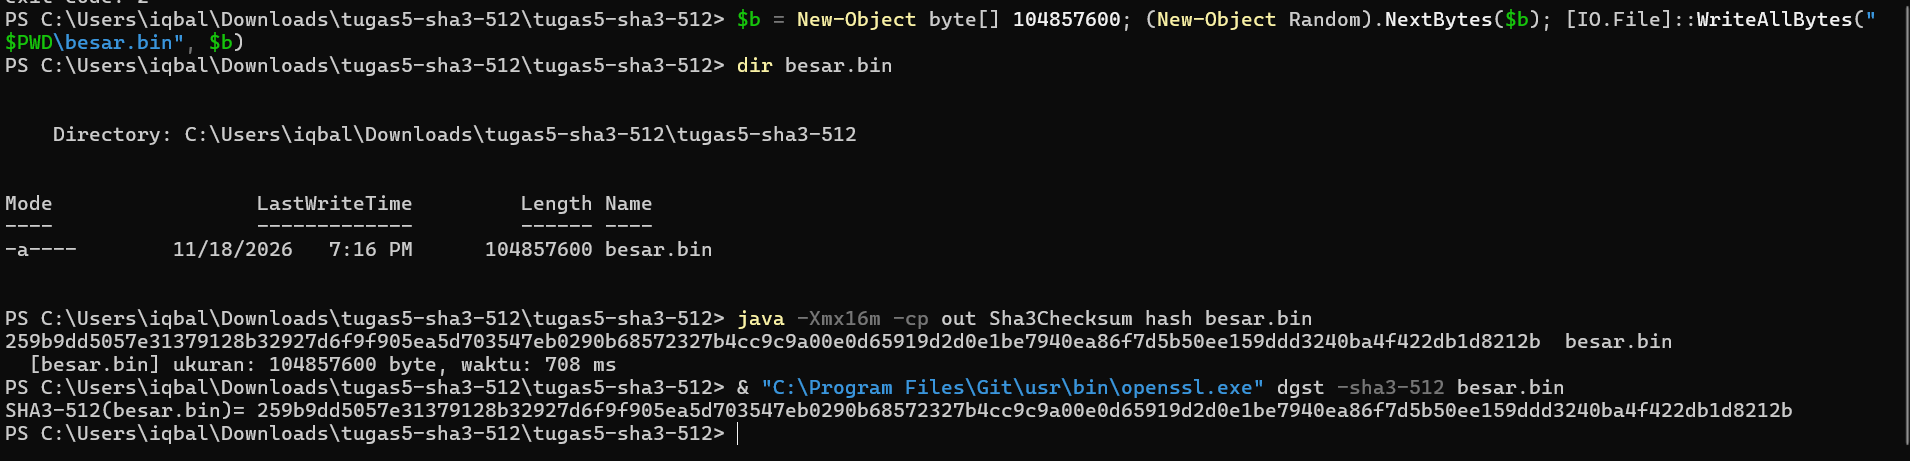 PS C:\Users\iqbal\Downloads\tugas5-sha3-512\tugas5-sha3-512> $b = New-Object byte[] 104857600; (New-Object Random).NextBytes($b); [IO.File]::WriteAllBytes("
$PWD\besar.bin", $b)
PS C:\Users\iqbal\Downloads\tugas5-sha3-512\tugas5-sha3-512> dir besar.bin
    Directory: C:\Users\iqbal\Downloads\tugas5-sha3-512\tugas5-sha3-512
Mode                 LastWriteTime         Length Name
----                 -------------         ------ ----
-a----        11/18/2026   7:16 PM      104857600 besar.bin
PS C:\Users\iqbal\Downloads\tugas5-sha3-512\tugas5-sha3-512> java -Xmx16m -cp out Sha3Checksum hash besar.bin
259b9dd5057e31379128b32927d6f9f905ea5d703547eb0290b68572327b4cc9c9a00e0d65919d2d0e1be7940ea86f7d5b50ee159ddd3240ba4f422db1d8212b  besar.bin
  [besar.bin] ukuran: 104857600 byte, waktu: 708 ms
PS C:\Users\iqbal\Downloads\tugas5-sha3-512\tugas5-sha3-512> & "C:\Program Files\Git\usr\bin\openssl.exe" dgst -sha3-512 besar.bin
SHA3-512(besar.bin)= 259b9dd5057e31379128b32927d6f9f905ea5d703547eb0290b68572327b4cc9c9a00e0d65919d2d0e1be7940ea86f7d5b50ee159ddd3240ba4f422db1d8212b
PS C:\Users\iqbal\Downloads\tugas5-sha3-512\tugas5-sha3-512>